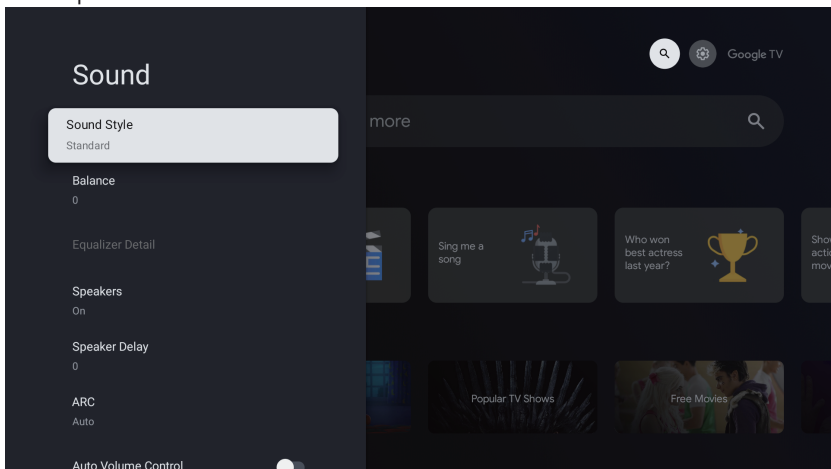 Sound
Google TV
Sound Style
Standard
more
Balance
0
Equalizer Detail
Sing me a
song
Who won
best actress
last year?
Speakers
On
Speaker Delay
0
Popular TV Shows
Free Movies
ARC
Auto
Auto Volume Control